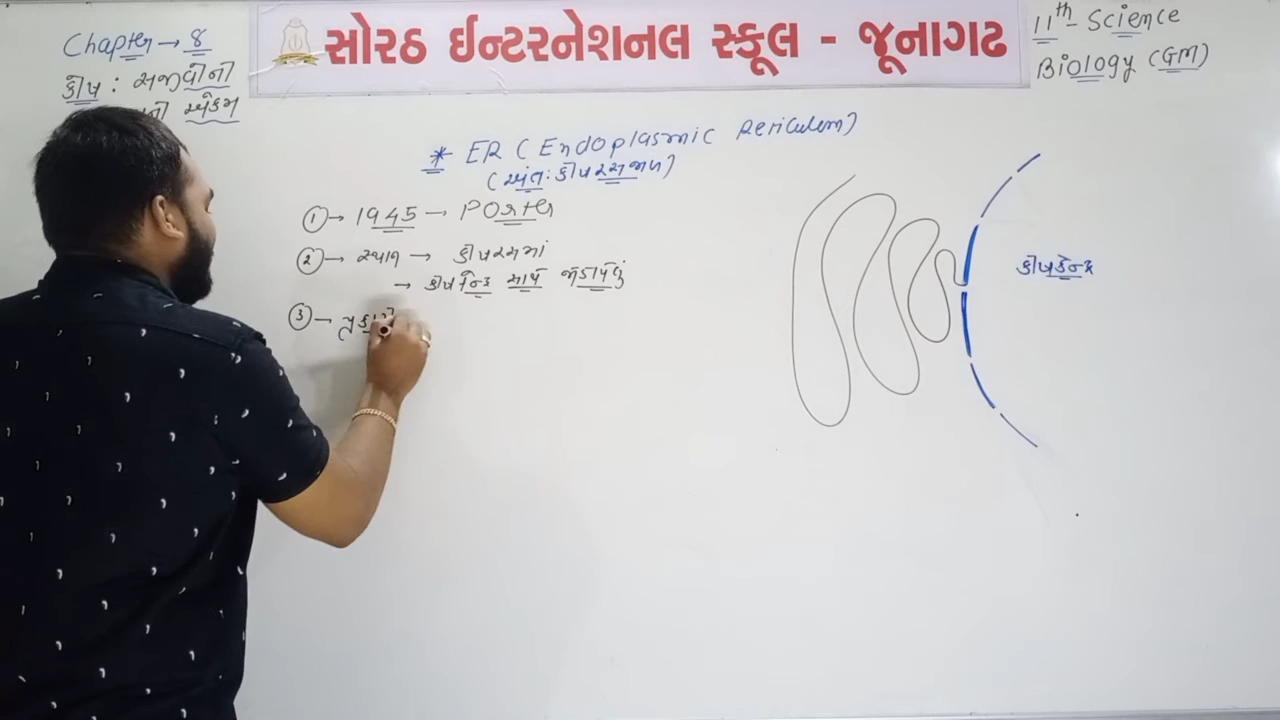 Chapter → 8
કોષ : સજીવોનો
એકમ
સોરઠ ઈન્ટરનેશનલ સ્કૂલ - જૂનાગઢ
11th Science
Biology (GM)
* ER ( Endoplasmic Reticulum)
(અંતઃકોષરસજાળ)
① → 1945 → Porter
② → સ્થાન → કોષરસમાં
→ કોષકેન્દ્ર સાથે જોડાયેલું
③ →
કોષકેન્દ્ર